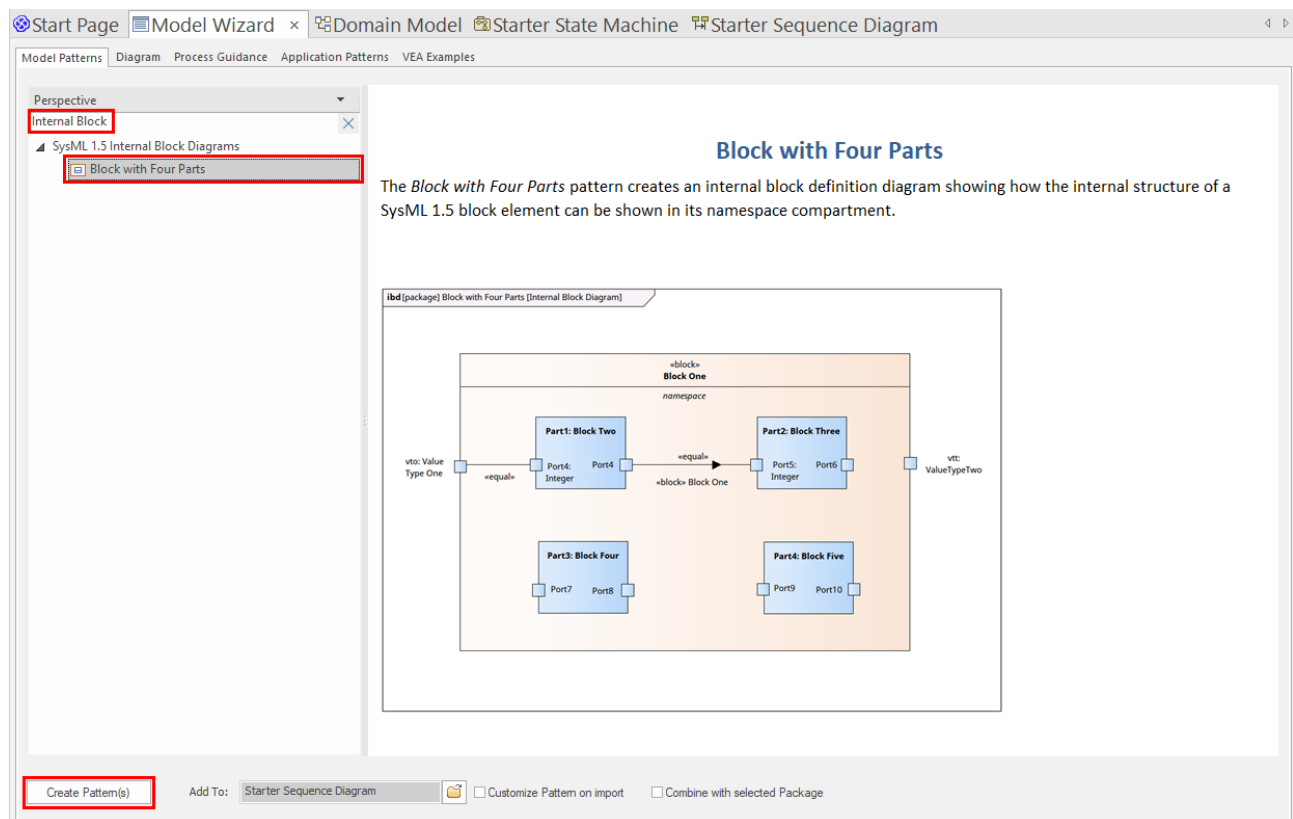 Start Page Model Wizard × Domain Model Starter State Machine Starter Sequence Diagram
Model Patterns Diagram Process Guidance Application Patterns VEA Examples
Perspective
Internal Block
SysML 1.5 Internal Block Diagrams
Block with Four Parts
Block with Four Parts
The Block with Four Parts pattern creates an internal block definition diagram showing how the internal structure of a
SysML 1.5 block element can be shown in its namespace compartment.
ibd [package] Block with Four Parts [Internal Block Diagram]
«block»
Block One
namespace
Part1: Block Two
Part2: Block Three
vto: Value
Type One
«equal»
Port4:
Integer
Port4
«equal»
«block» Block One
Port5:
Integer
Port6
vtt:
ValueTypeTwo
Part3: Block Four
Part4: Block Five
Port7
Port8
Port9
Port10
Create Pattern(s)
Add To:
Starter Sequence Diagram
Customize Pattern on import
Combine with selected Package